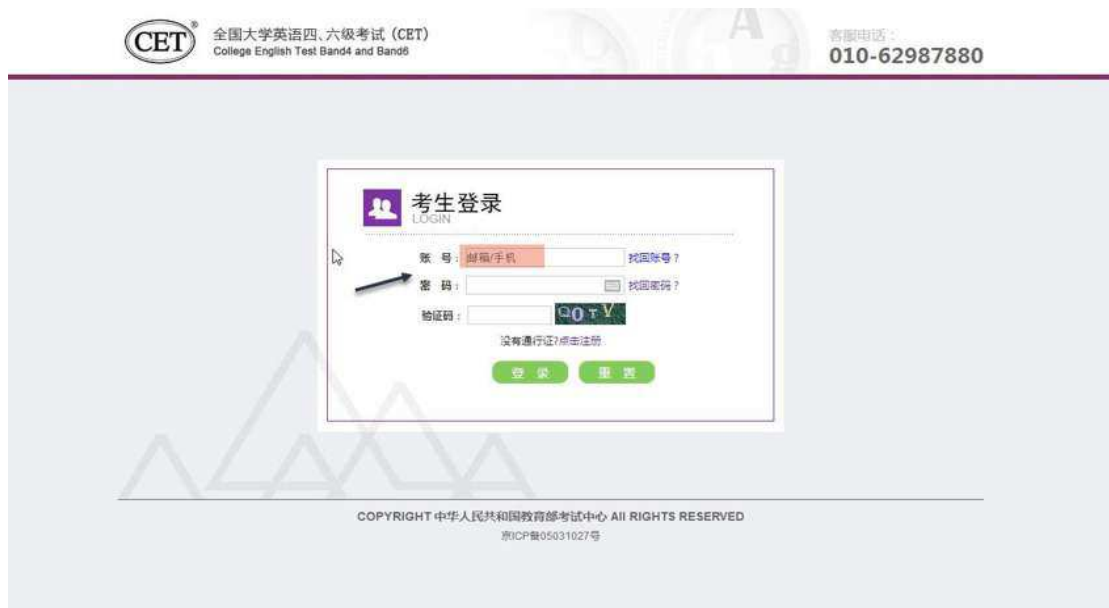 CET®
全国大学英语四、六级考试 (CET)
College English Test Band4 and Band6
客服电话：
010-62987880
考生登录
LOGIN
账 号： 邮箱/手机 找回账号？
密 码： 找回密码？
验证码：
没有通行证?点击注册
登 录 重 置
COPYRIGHT 中华人民共和国教育部考试中心 All RIGHTS RESERVED
京ICP备05031027号